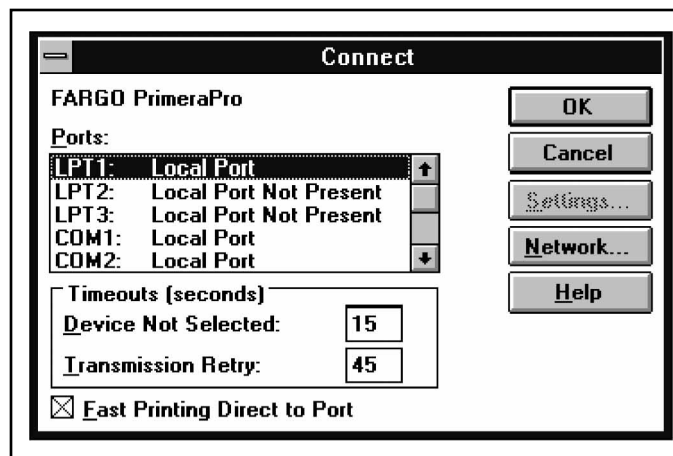 Connect
FARGO PrimeraPro
Ports:
LPT1: Local Port
LPT2: Local Port Not Present
LPT3: Local Port Not Present
COM1: Local Port
COM2: Local Port
Timeouts (seconds)
Device Not Selected: 15
Transmission Retry: 45
Fast Printing Direct to Port
OK
Cancel
Settings...
Network...
Help